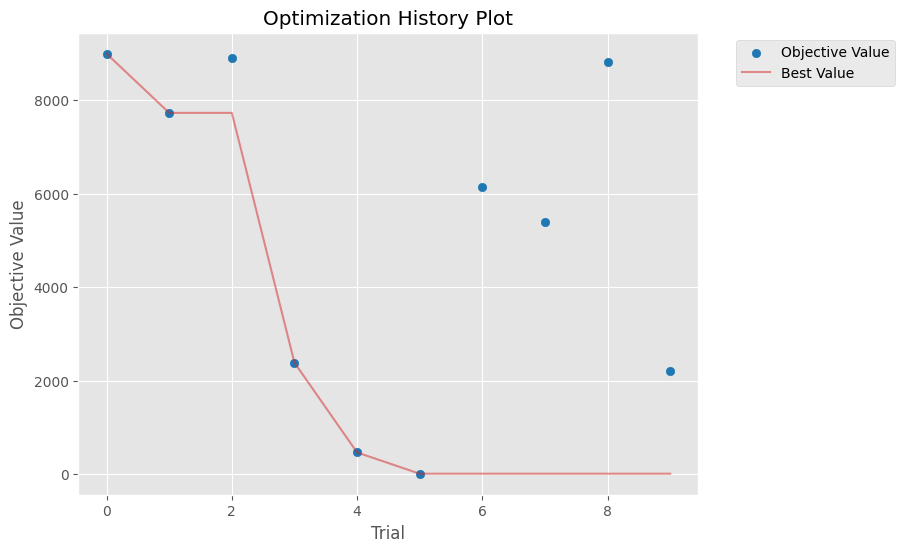 Optimization History Plot
Objective Value
Best Value
Objective Value
8000
6000
4000
2000
0
0 2 4 6 8
Trial